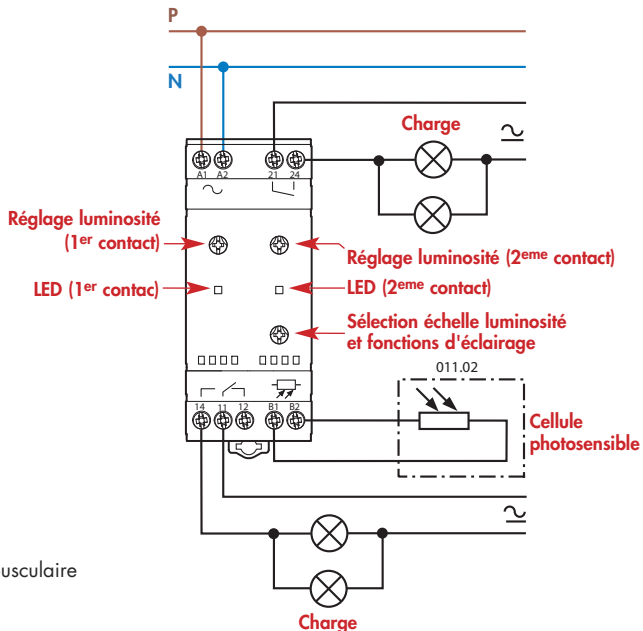 P
N
Charge
A1 A2 21 24
Réglage luminosité
(1er contact)
Réglage luminosité (2eme contact)
LED (1er contac)
LED (2eme contact)
Sélection échelle luminosité
et fonctions d'éclairage
011.02
14 11 12 B1 B2
Cellule
photosensible
usculaire
Charge